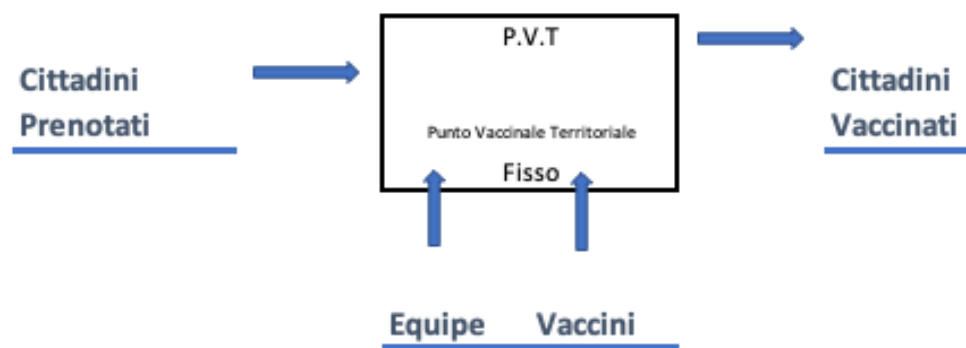 P.V.T
Cittadini
Prenotati
Punto Vaccinale Territoriale
Fisso
Cittadini
Vaccinati
Equipe Vaccini